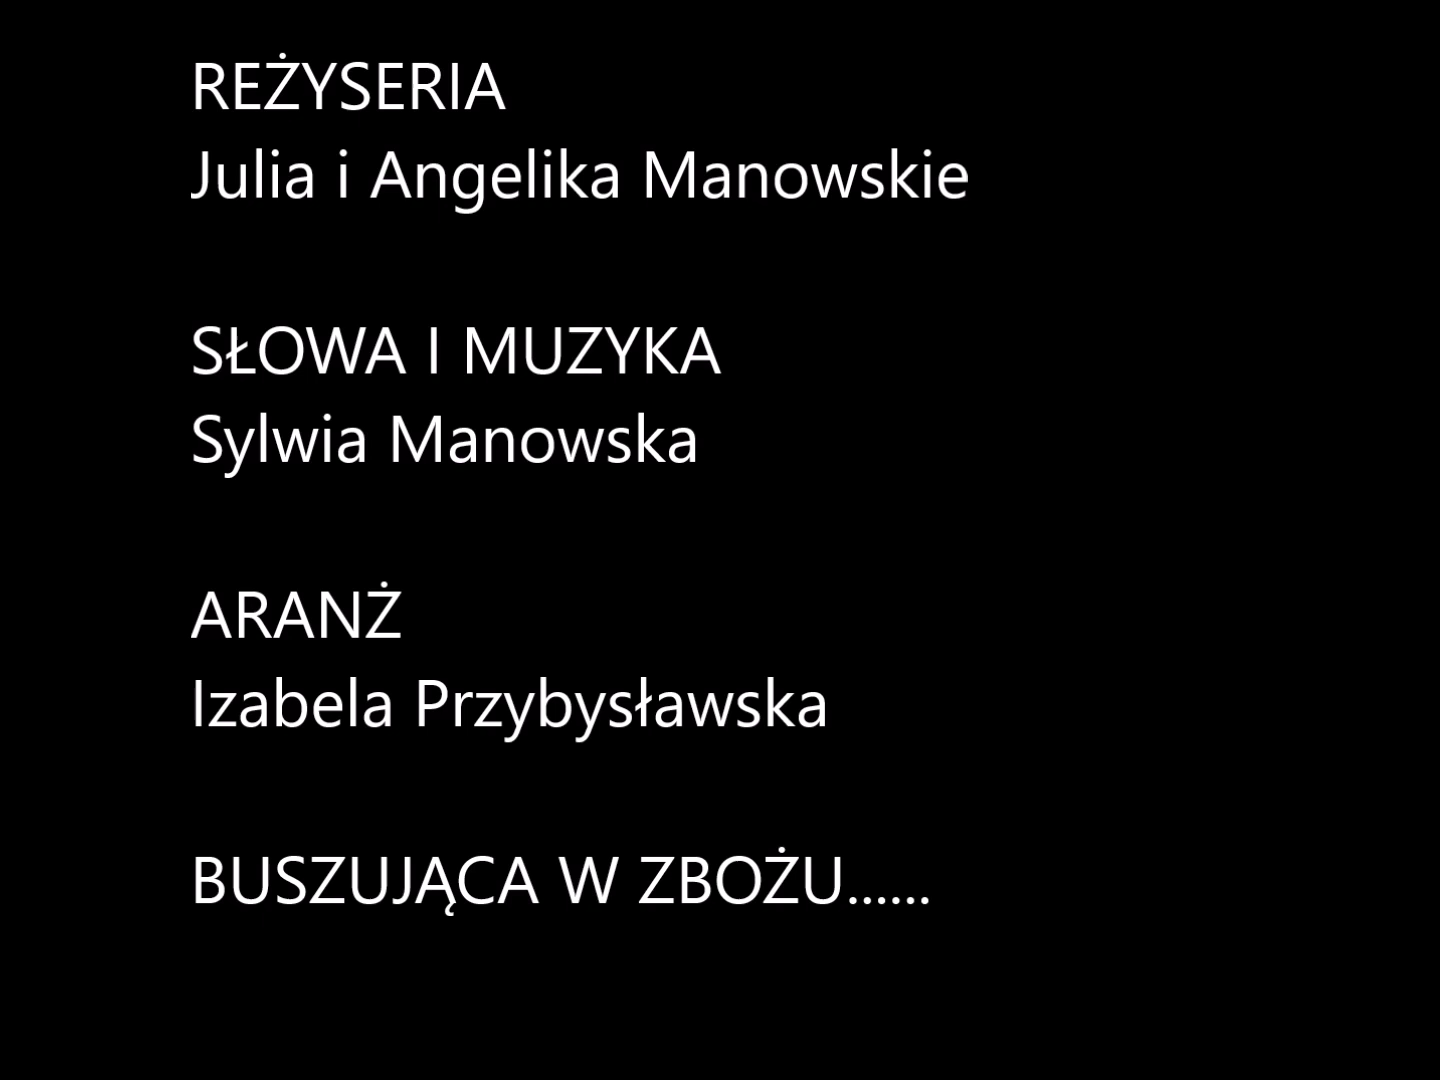 REŻYSERIA
Julia i Angelika Manowskie
SŁOWA I MUZYKA
Sylwia Manowska
ARANŻ
Izabela Przybysławska
BUSZUJĄCA W ZBOŻU......